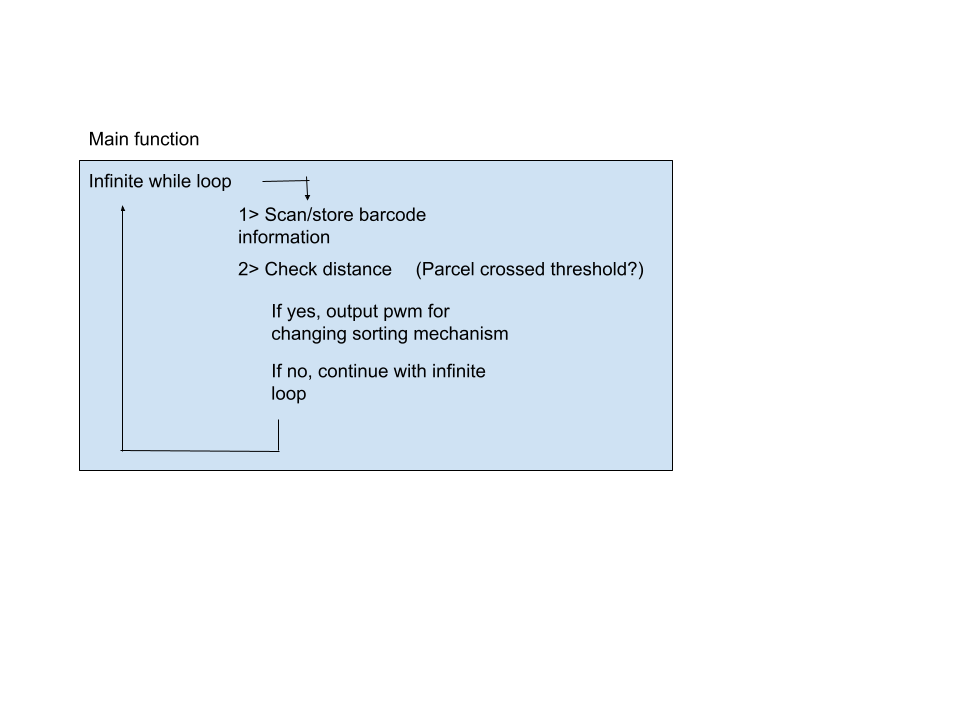 Main function
Infinite while loop
1> Scan/store barcode
information
2> Check distance (Parcel crossed threshold?)
If yes, output pwm for
changing sorting mechanism
If no, continue with infinite
loop